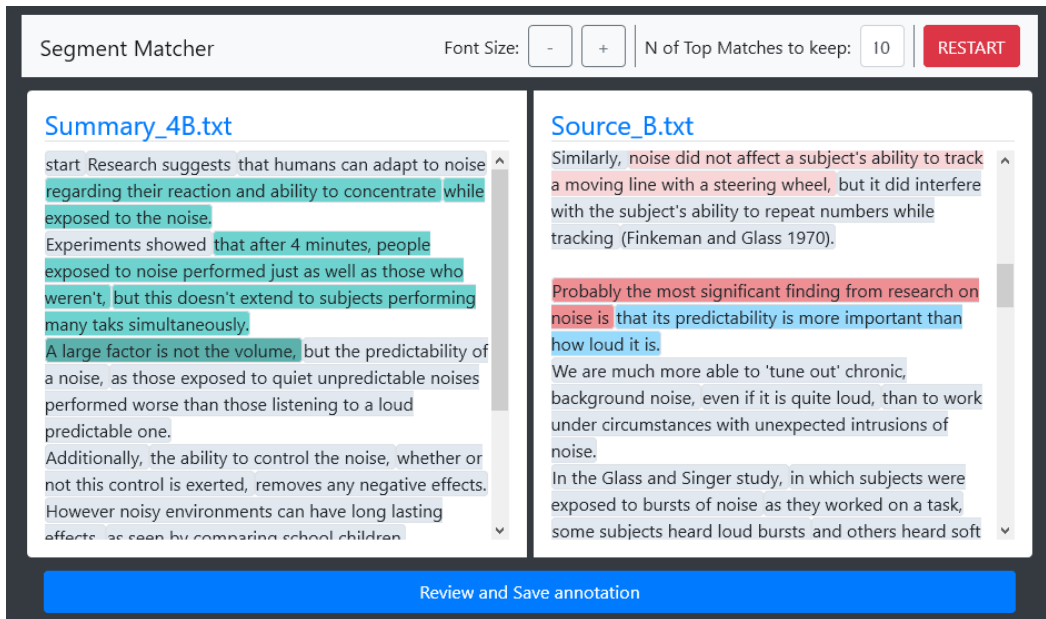 Segment Matcher
Font Size: - + N of Top Matches to keep: 10 RESTART
Summary_4B.txt
start Research suggests that humans can adapt to noise
regarding their reaction and ability to concentrate while
exposed to the noise.
Experiments showed that after 4 minutes, people
exposed to noise performed just as well as those who
weren't, but this doesn't extend to subjects performing
many taks simultaneously.
A large factor is not the volume, but the predictability of
a noise, as those exposed to quiet unpredictable noises
performed worse than those listening to a loud
predictable one.
Additionally, the ability to control the noise, whether or
not this control is exerted, removes any negative effects.
However noisy environments can have long lasting
effects, as seen by comparing school children
Source_B.txt
Similarly, noise did not affect a subject's ability to track
a moving line with a steering wheel, but it did interfere
with the subject's ability to repeat numbers while
tracking (Finkeman and Glass 1970).
Probably the most significant finding from research on
noise is that its predictability is more important than
how loud it is.
We are much more able to 'tune out' chronic,
background noise, even if it is quite loud, than to work
under circumstances with unexpected intrusions of
noise.
In the Glass and Singer study, in which subjects were
exposed to bursts of noise as they worked on a task,
some subjects heard loud bursts and others heard soft
Review and Save annotation